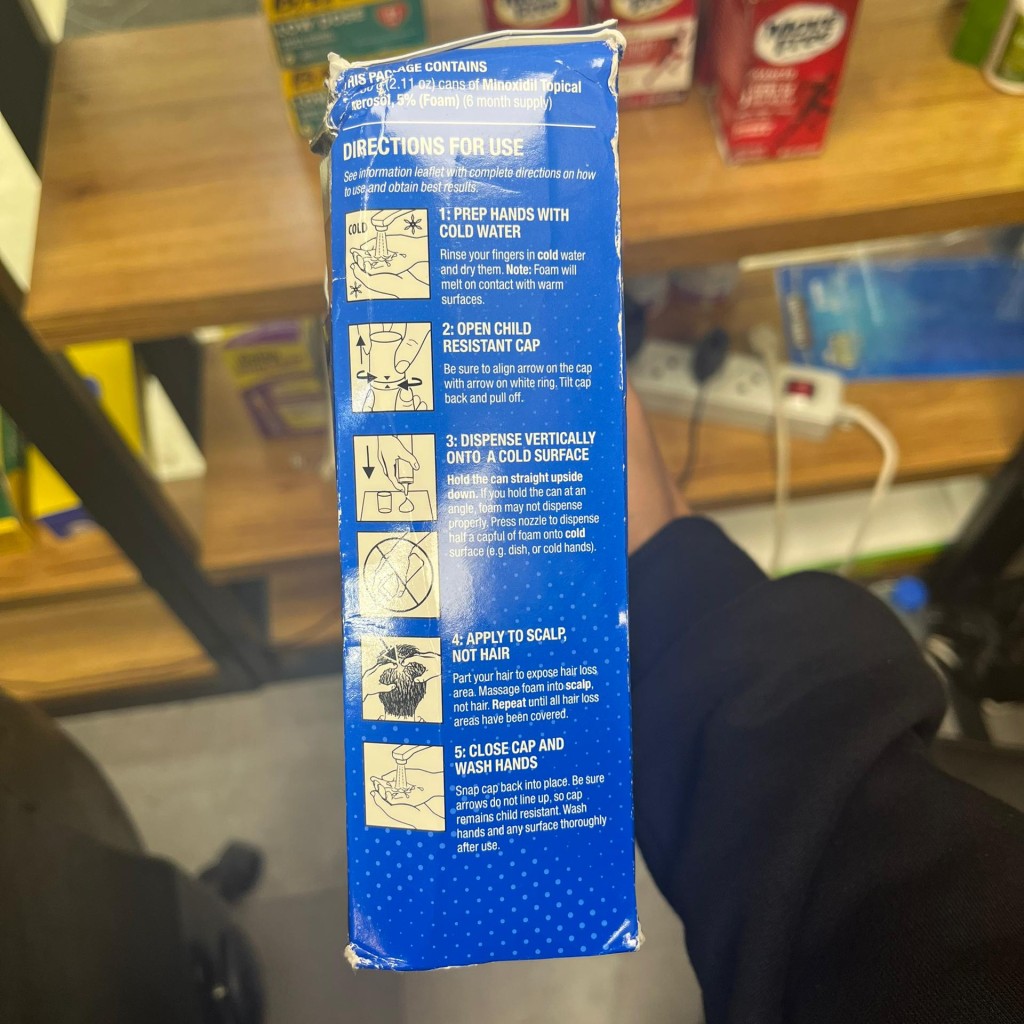 THIS PACKAGE CONTAINS
(2.11 oz) cans of Minoxidil Topical
Aerosol, 5% (Foam) (6 month supply)
DIRECTIONS FOR USE
See information leaflet with complete directions on how
to use and obtain best results.
COLD
1: PREP HANDS WITH
COLD WATER
Rinse your fingers in cold water
and dry them. Note: Foam will
melt on contact with warm
surfaces.
2: OPEN CHILD
RESISTANT CAP
Be sure to align arrow on the cap
with arrow on white ring. Tilt cap
back and pull off.
3: DISPENSE VERTICALLY
ONTO A COLD SURFACE
Hold the can straight upside
down. If you hold the can at an
angle, foam may not dispense
properly. Press nozzle to dispense
half a capful of foam onto cold
surface (e.g. dish, or cold hands).
4: APPLY TO SCALP,
NOT HAIR
Part your hair to expose hair loss
area. Massage foam into scalp,
not hair. Repeat until all hair loss
areas have been covered.
5: CLOSE CAP AND
WASH HANDS
Snap cap back into place. Be sure
arrows do not line up, so cap
remains child resistant. Wash
hands and any surface thoroughly
after use.